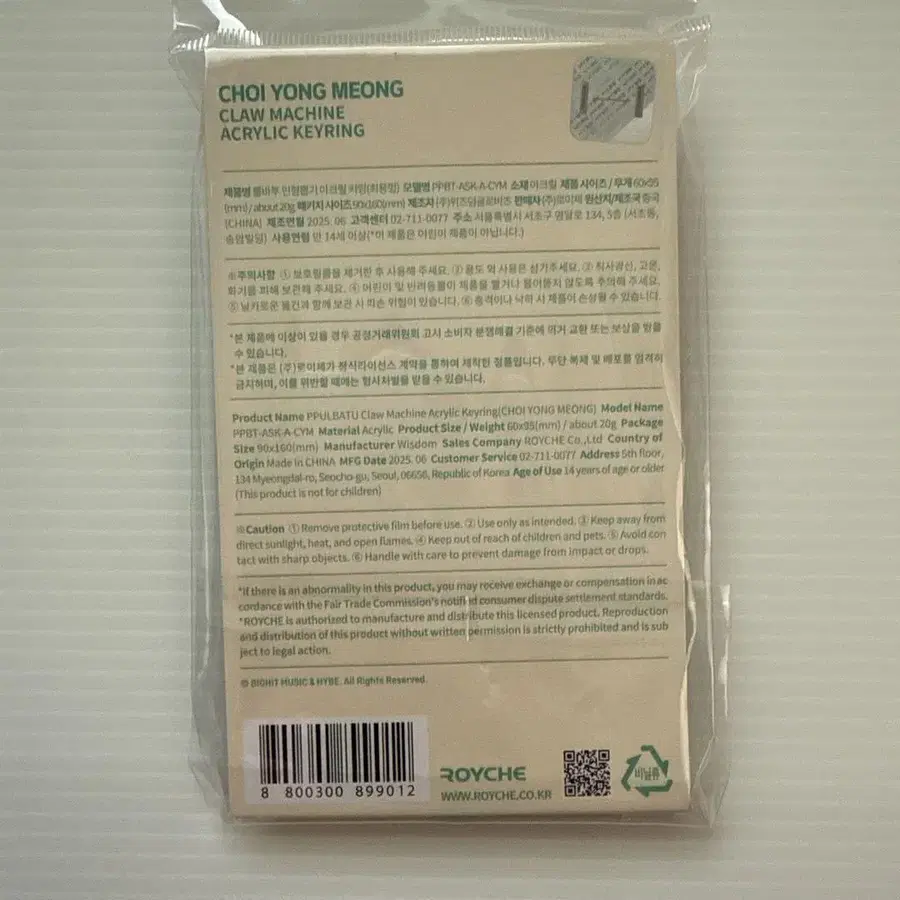 CHOI YONG MEONG
CLAW MACHINE
ACRYLIC KEYRING
제품명 뿔바투 인형뽑기 아크릴 키링(최용멍) 모델명 PPBT-ASK-A-CYM 소재 아크릴 제품 사이즈 / 무게 60x95
(mm) / about 20g 패키지 사이즈 90x160(mm) 제조자 (주)위즈덤글로비즈 판매자 (주)로이체 원산지/제조국 중국
(CHINA) 제조연월 2025. 06 고객센터 02-711-0077 주소 서울특별시 서초구 명달로 134, 5층 (서초동,
송암빌딩) 사용연령 만 14세 이상(*이 제품은 어린이 제품이 아닙니다.)
※주의사항 ① 보호필름을 제거한 후 사용해 주세요. ② 용도 외 사용은 삼가주세요. ③ 직사광선, 고온,
화기를 피해 보관해 주세요. ④ 어린이 및 반려동물이 제품을 빨거나 물어뜯지 않도록 주의해 주세요.
⑤ 날카로운 물건과 함께 보관 시 파손 위험이 있습니다. ⑥ 충격이나 낙하 시 제품이 손상될 수 있습니다.
*본 제품에 이상이 있을 경우 공정거래위원회 고시 소비자 분쟁해결 기준에 의거 교환 또는 보상을 받을
수 있습니다.
*본 제품은 (주)로이체가 정식라이선스 계약을 통하여 제작한 정품입니다. 무단 복제 및 배포를 엄격히
금지하며, 이를 위반할 때에는 형사처벌을 받을 수 있습니다.
Product Name PPULBATU Claw Machine Acrylic Keyring(CHOI YONG MEONG) Model Name
PPBT-ASK-A-CYM Material Acrylic Product Size / Weight 60x95(mm) / about 20g Package
Size 90x160(mm) Manufacturer Wisdom Sales Company ROYCHE Co.,Ltd Country of
Origin Made in CHINA MFG Date 2025. 06 Customer Service 02-711-0077 Address 5th floor,
134 Myeongdal-ro, Seocho-gu, Seoul, 06656, Republic of Korea Age of Use 14 years of age or older
(This product is not for children)
※Caution ① Remove protective film before use. ② Use only as intended. ③ Keep away from
direct sunlight, heat, and open flames. ④ Keep out of reach of children and pets. ⑤ Avoid con
tact with sharp objects. ⑥ Handle with care to prevent damage from impact or drops.
*If there is an abnormality in this product, you may receive exchange or compensation in ac
cordance with the Fair Trade Commission's notified consumer dispute settlement standards.
*ROYCHE is authorized to manufacture and distribute this licensed product. Reproduction
and distribution of this product without written permission is strictly prohibited and is sub
ject to legal action.
© BIGHIT MUSIC & HYBE. All Rights Reserved.
8 800300 899012
ROYCHE
WWW.ROYCHE.CO.KR
비닐류